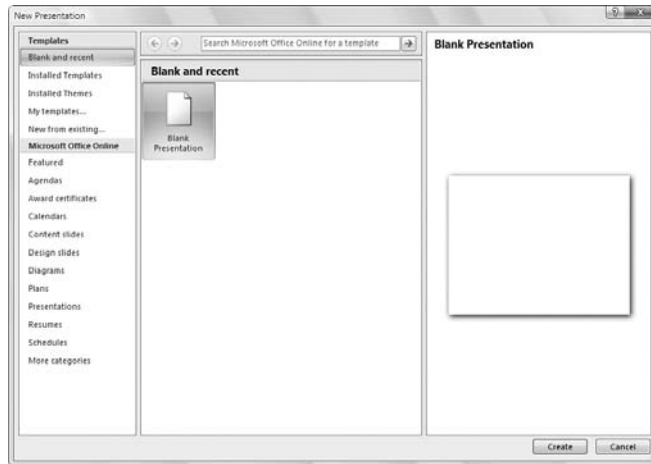 New Presentation
Templates
Blank and recent
Installed Templates
Installed Themes
My templates...
New from existing...
Microsoft Office Online
Featured
Agendas
Award certificates
Calendars
Content slides
Design slides
Diagrams
Plans
Presentations
Resumes
Schedules
More categories
Search Microsoft Office Online for a template
Blank and recent
Blank
Presentation
Blank Presentation
Create
Cancel